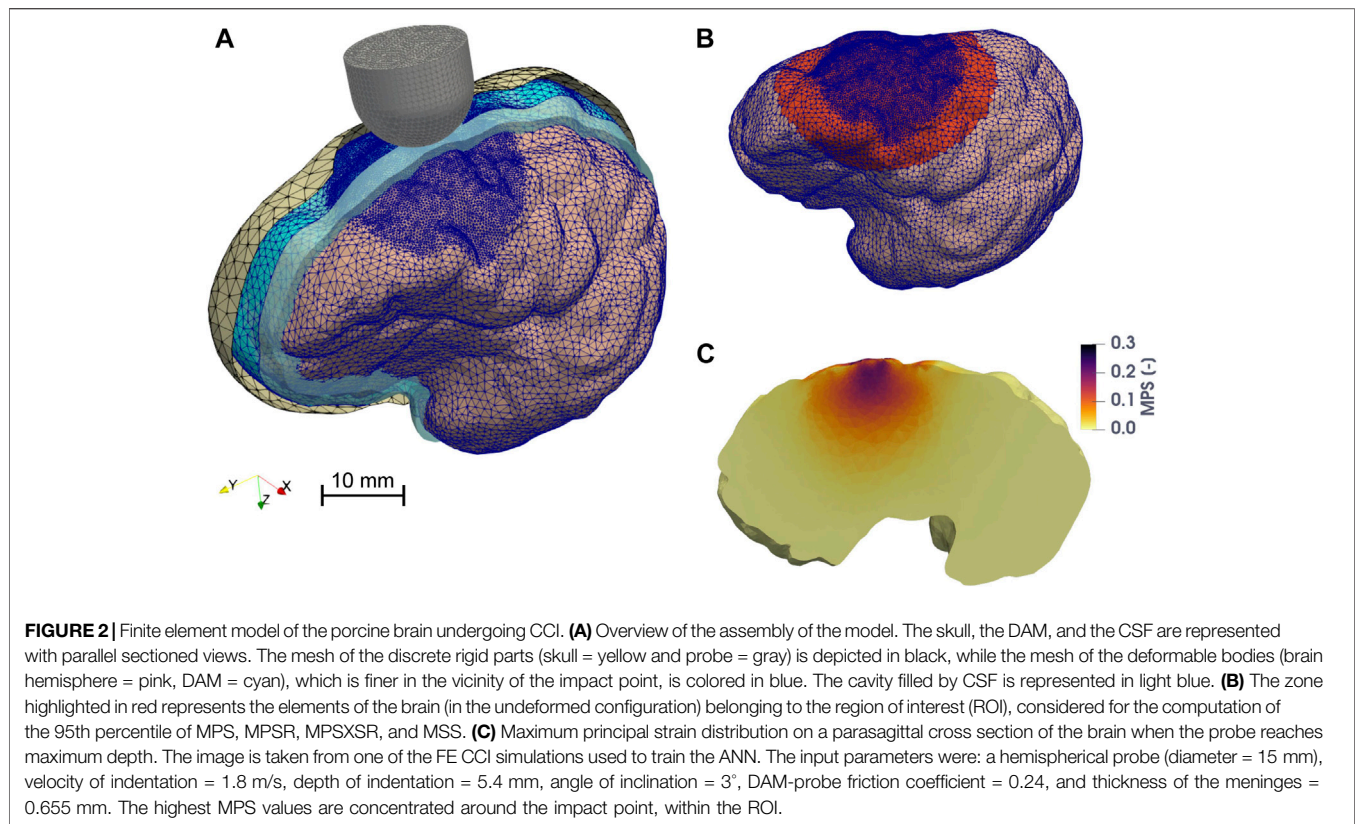 A
B
C
0.3
0.2
0.1
0.0
MPS (-)
Y
X
Z
10 mm
FIGURE 2 | Finite element model of the porcine brain undergoing CCI. (A) Overview of the assembly of the model. The skull, the DAM, and the CSF are represented
with parallel sectioned views. The mesh of the discrete rigid parts (skull = yellow and probe = gray) is depicted in black, while the mesh of the deformable bodies (brain
hemisphere = pink, DAM = cyan), which is finer in the vicinity of the impact point, is colored in blue. The cavity filled by CSF is represented in light blue. (B) The zone
highlighted in red represents the elements of the brain (in the undeformed configuration) belonging to the region of interest (ROI), considered for the computation of
the 95th percentile of MPS, MPSR, MPSXSR, and MSS. (C) Maximum principal strain distribution on a parasagittal cross section of the brain when the probe reaches
maximum depth. The image is taken from one of the FE CCI simulations used to train the ANN. The input parameters were: a hemispherical probe (diameter = 15 mm),
velocity of indentation = 1.8 m/s, depth of indentation = 5.4 mm, angle of inclination = 3°, DAM-probe friction coefficient = 0.24, and thickness of the meninges =
0.655 mm. The highest MPS values are concentrated around the impact point, within the ROI.